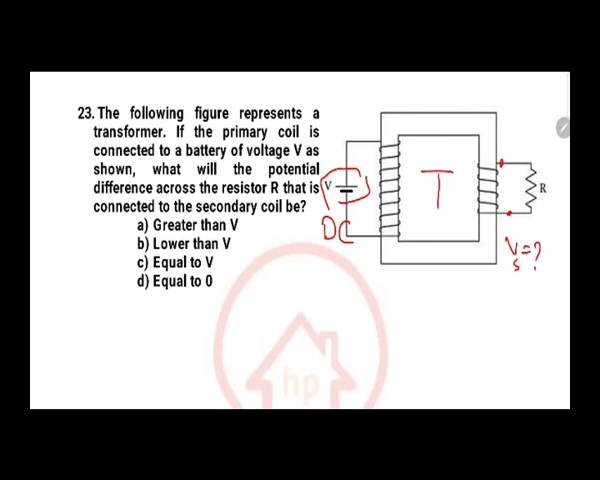 23. The following figure represents a
transformer. If the primary coil is
connected to a battery of voltage V as
shown, what will the potential
difference across the resistor R that is
connected to the secondary coil be?
a) Greater than V
b) Lower than V
c) Equal to V
d) Equal to 0
V
DC
T
R
Vs=?
hp